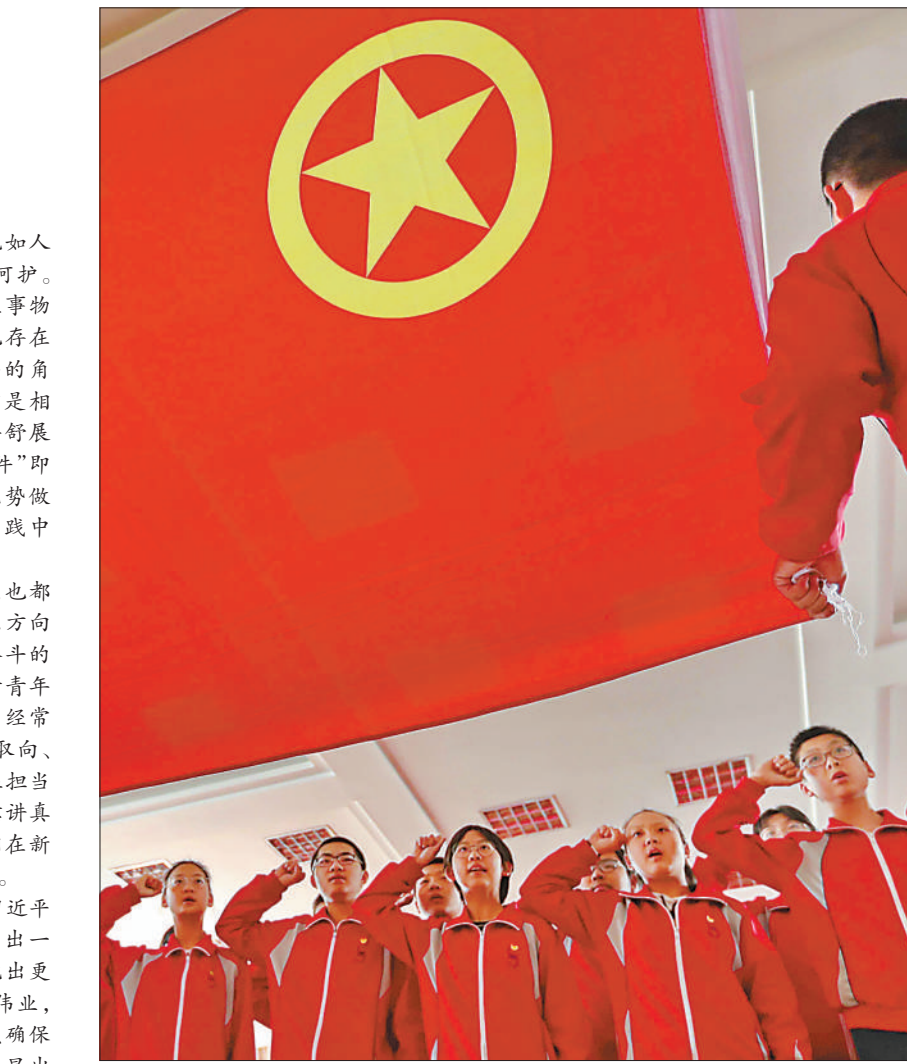 如人
呵护。
事物
存在
的角
是相
舒展
件”即
势做
践中
也都
方向
斗的
青年
经常
取向、
担当
讲真
在新
。
近平
出一
出更
伟业,
确保